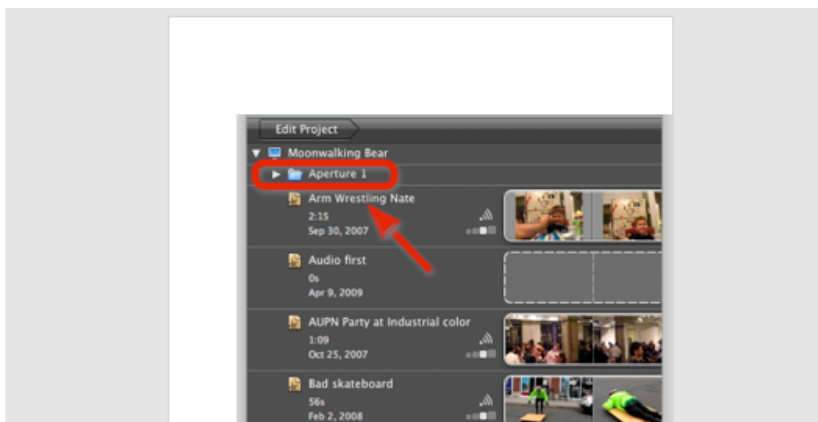 Edit Project
Moonwalking Bear
Aperture 1
Arm Wrestling Nate
2:15
Sep 30, 2007
Audio first
0s
Apr 9, 2009
AUPN Party at Industrial color
1:09
Oct 25, 2007
Bad skateboard
56s
Feb 2, 2008